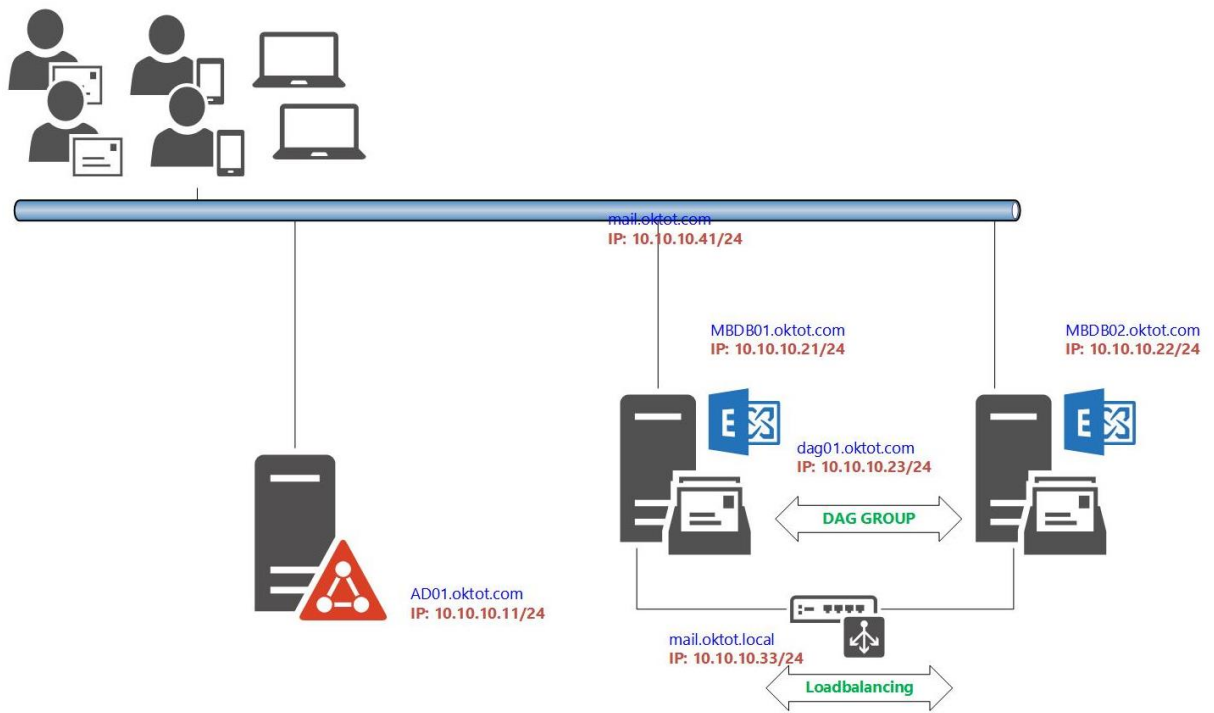 mail.oktot.com
IP: 10.10.10.41/24
MBDB01.oktot.com
IP: 10.10.10.21/24
MBDB02.oktot.com
IP: 10.10.10.22/24
E
E
dag01.oktot.com
IP: 10.10.10.23/24
DAG GROUP
AD01.oktot.com
IP: 10.10.10.11/24
mail.oktot.local
IP: 10.10.10.33/24
Loadbalancing